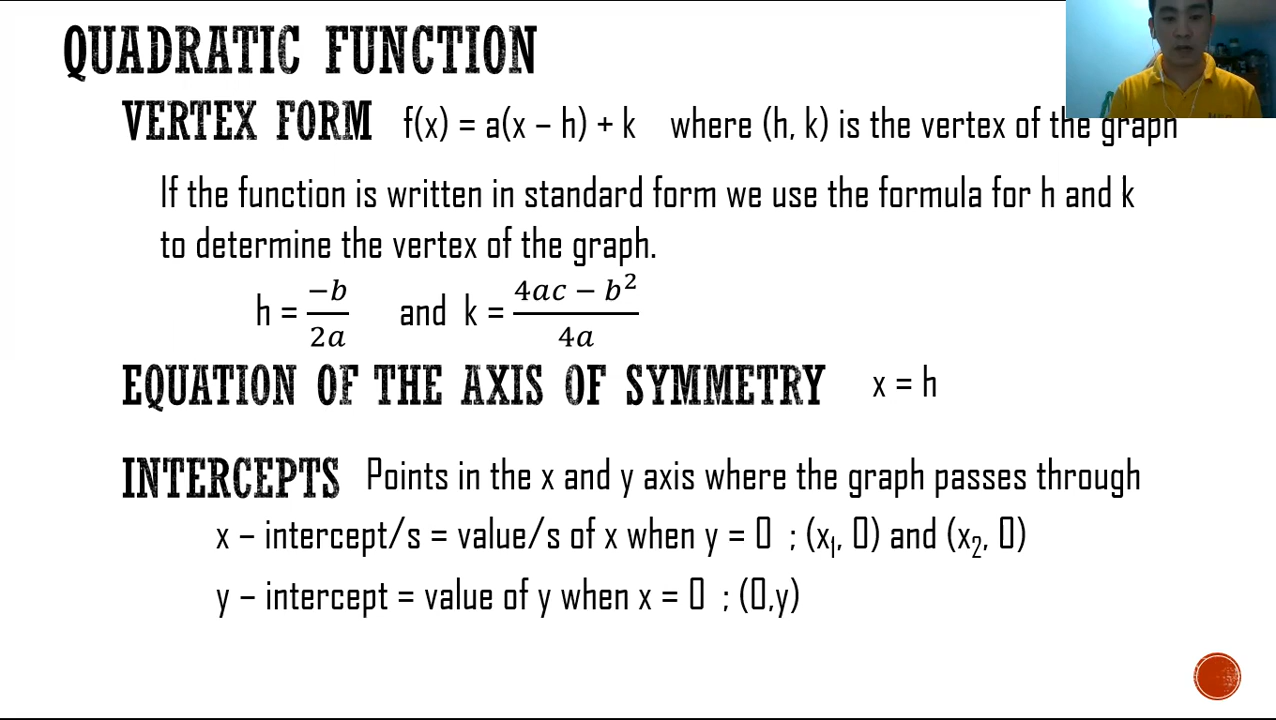 QUADRATIC FUNCTION
VERTEX FORM f(x) = a(x – h) + k where (h, k) is the vertex of the graph
If the function is written in standard form we use the formula for h and k
to determine the vertex of the graph.
h = −b/2a and k = 4ac − b²/4a
EQUATION OF THE AXIS OF SYMMETRY x = h
INTERCEPTS Points in the x and y axis where the graph passes through
x – intercept/s = value/s of x when y = 0 ; (x₁, 0) and (x₂, 0)
y – intercept = value of y when x = 0 ; (0,y)